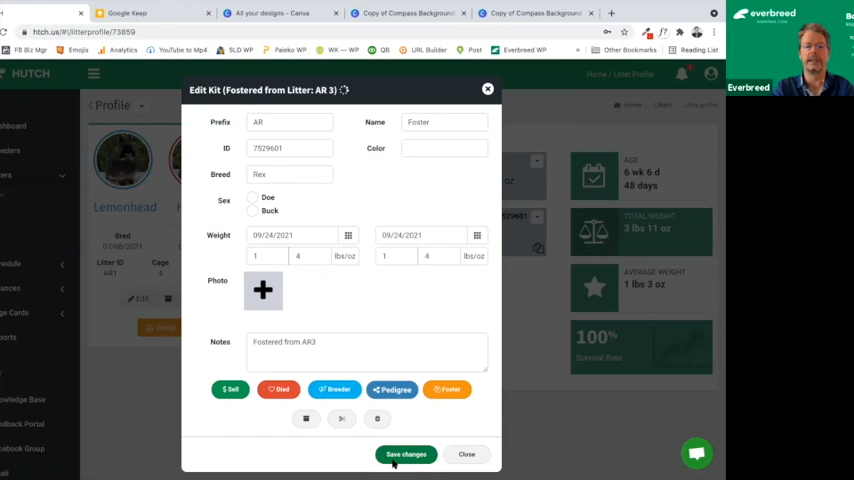 Google Keep
All your designs - Canva
Copy of Compass Background
Copy of Compass Background
htch.us/#!/litterprofile/73859
FB Biz Mgr
Emojis
Analytics
YouTube to Mp4
SLD WP
Paieko WP
WK — WP
URL Builder
Post
Everbreed WP
Other Bookmarks
Reading List
HUTCH
Home / Litter Profile
Profile
Home
Litters
Litter profile
Lemonhead
Bred
07/08/2021
Litter ID
AR1
Cage
4
Edit
Edit Kit (Fostered from Litter: AR 3)
Prefix
AR
Name
Foster
ID
7529601
Color
Breed
Rex
Sex
Doe
Buck
Weight
09/24/2021
09/24/2021
1
4
lbs/oz
1
4
lbs/oz
Photo
Notes
Fostered from AR3
Sell
Died
Breeder
Pedigree
Foster
Save changes
Close
AGE
6 wk 6 d
48 days
TOTAL WEIGHT
3 lbs 11 oz
AVERAGE WEIGHT
1 lbs 3 oz
100%
Survival Rate
everbreed
Everbreed